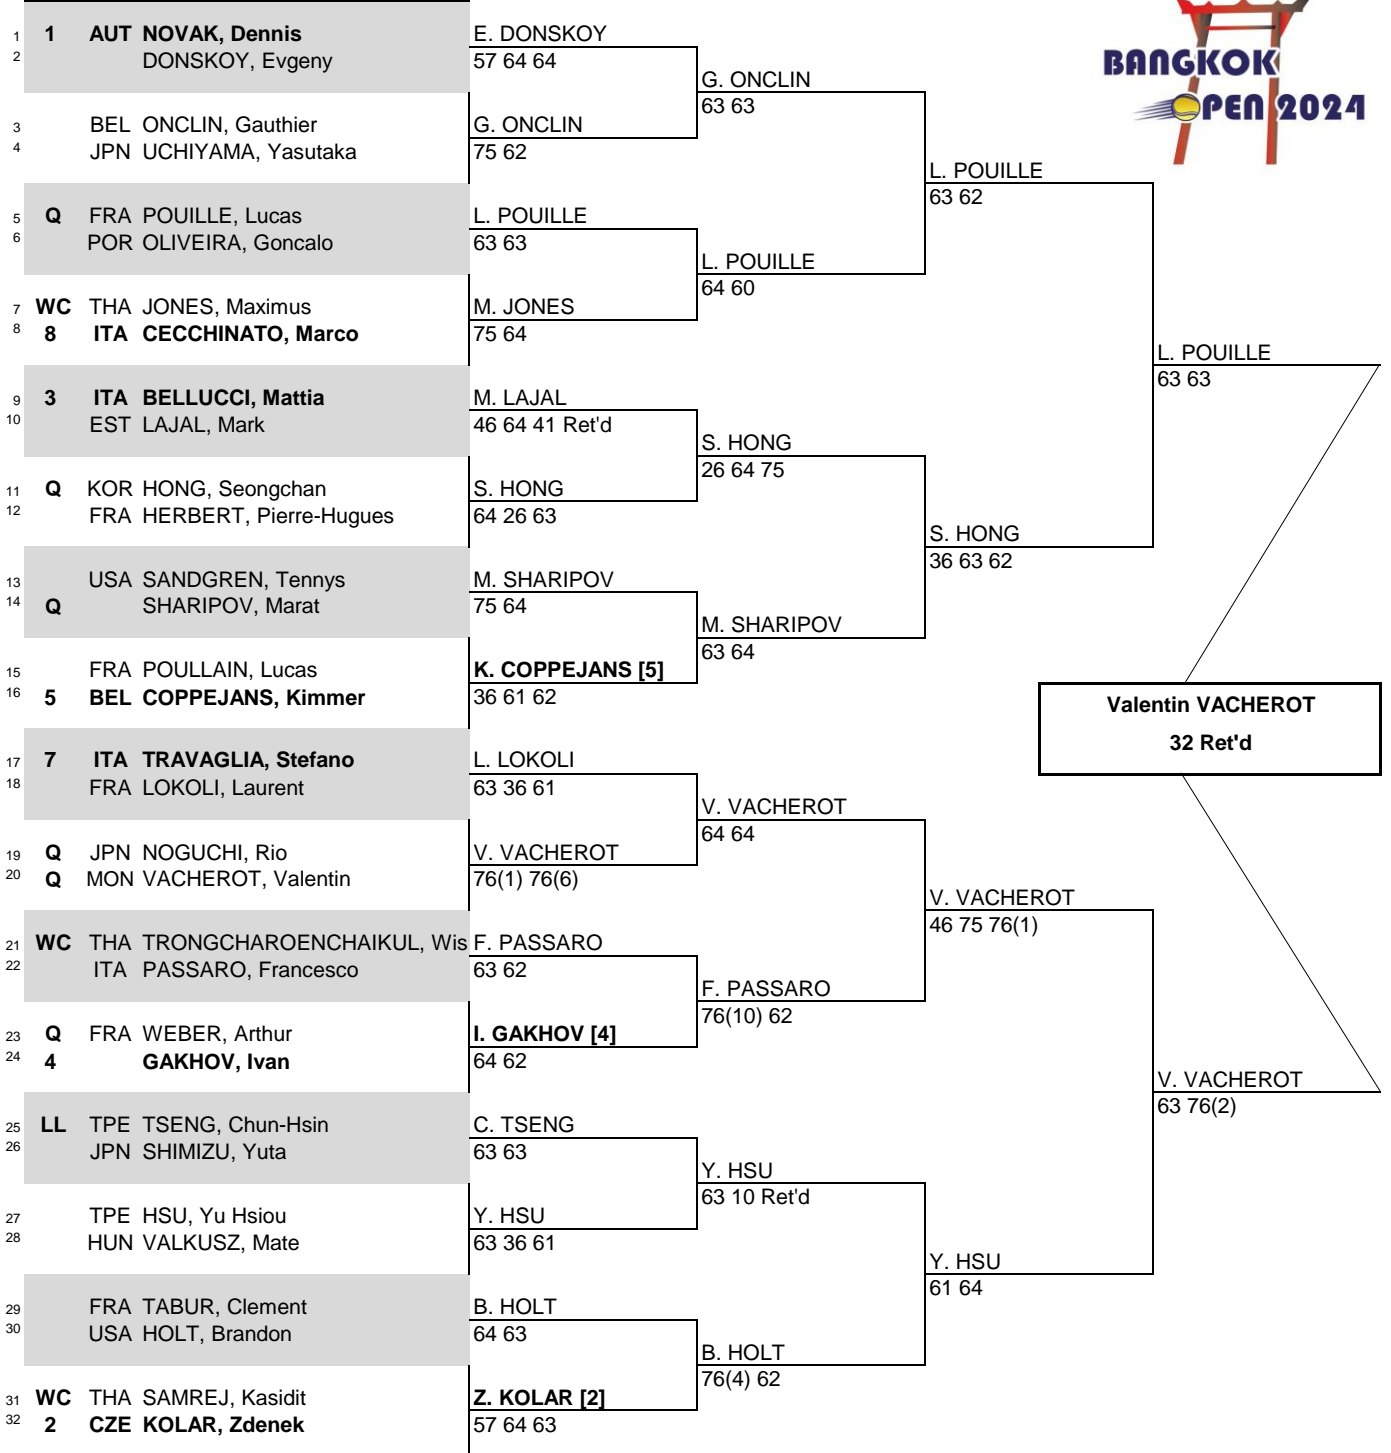 BANGKOK
OPEN 2024
1 1 AUT NOVAK, Dennis
2 DONSKOY, Evgeny
3 BEL ONCLIN, Gauthier
4 JPN UCHIYAMA, Yasutaka
5 Q FRA POUILLE, Lucas
6 POR OLIVEIRA, Goncalo
7 WC THA JONES, Maximus
8 8 ITA CECCHINATO, Marco
9 3 ITA BELLUCCI, Mattia
10 EST LAJAL, Mark
11 Q KOR HONG, Seongchan
12 FRA HERBERT, Pierre-Hugues
13 USA SANDGREN, Tennys
14 Q SHARIPOV, Marat
15 FRA POULLAIN, Lucas
16 5 BEL COPPEJANS, Kimmer
17 7 ITA TRAVAGLIA, Stefano
18 FRA LOKOLI, Laurent
19 Q JPN NOGUCHI, Rio
20 Q MON VACHEROT, Valentin
21 WC THA TRONGCHAROENCHAIKUL, Wis
22 ITA PASSARO, Francesco
23 Q FRA WEBER, Arthur
24 4 GAKHOV, Ivan
25 LL TPE TSENG, Chun-Hsin
26 JPN SHIMIZU, Yuta
27 TPE HSU, Yu Hsiou
28 HUN VALKUSZ, Mate
29 FRA TABUR, Clement
30 USA HOLT, Brandon
31 WC THA SAMREJ, Kasidit
32 2 CZE KOLAR, Zdenek
E. DONSKOY
57 64 64
G. ONCLIN
75 62
L. POUILLE
63 63
M. JONES
75 64
M. LAJAL
46 64 41 Ret'd
S. HONG
64 26 63
M. SHARIPOV
75 64
K. COPPEJANS [5]
36 61 62
L. LOKOLI
63 36 61
V. VACHEROT
76(1) 76(6)
F. PASSARO
63 62
I. GAKHOV [4]
64 62
C. TSENG
63 63
Y. HSU
63 36 61
B. HOLT
64 63
Z. KOLAR [2]
57 64 63
G. ONCLIN
63 63
L. POUILLE
64 60
S. HONG
26 64 75
M. SHARIPOV
63 64
V. VACHEROT
64 64
F. PASSARO
76(10) 62
Y. HSU
63 10 Ret'd
B. HOLT
76(4) 62
L. POUILLE
63 62
S. HONG
36 63 62
V. VACHEROT
46 75 76(1)
Y. HSU
61 64
L. POUILLE
63 63
V. VACHEROT
63 76(2)
Valentin VACHEROT
32 Ret'd